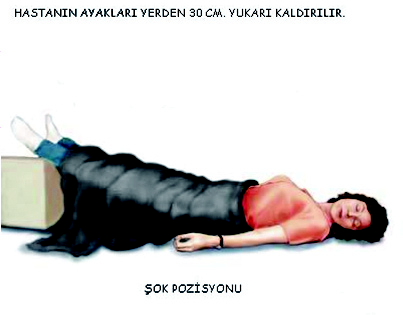 HASTANIN AYAKLARI YERDEN 30 CM. YUKARI KALDIRILIR.
ŞOK POZİSYONU